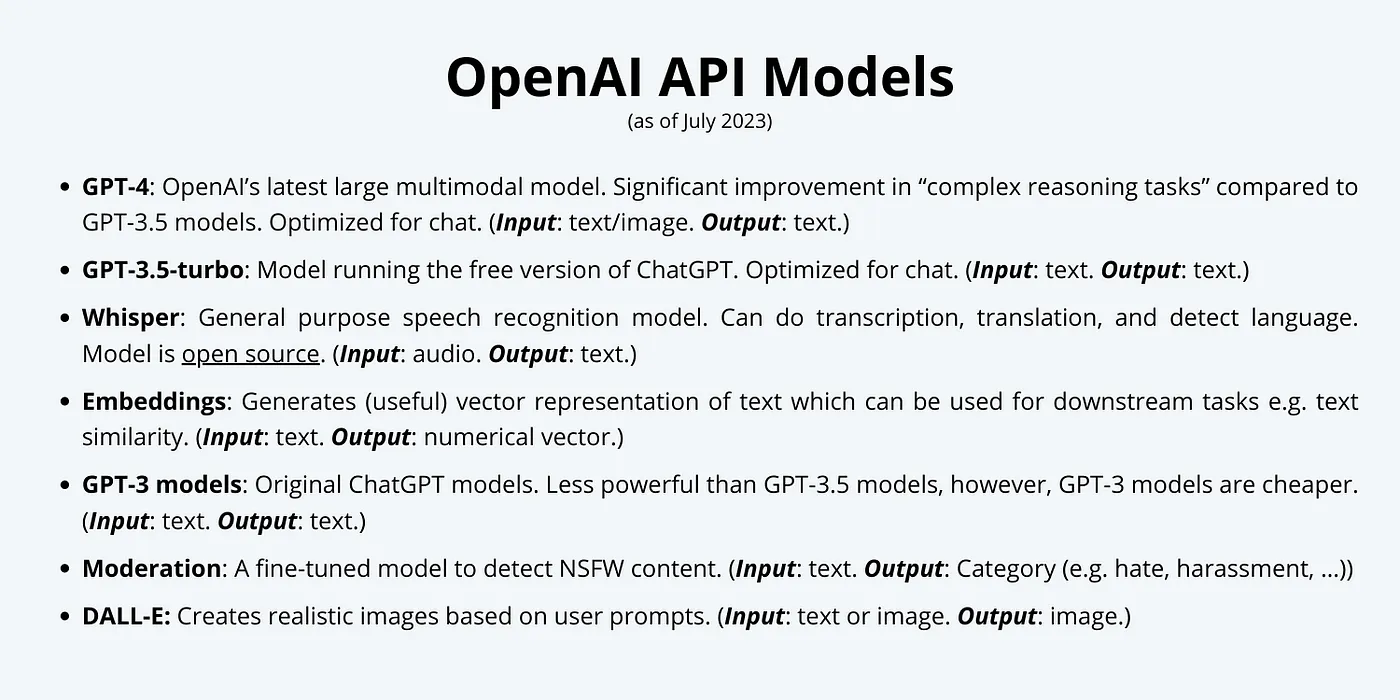 OpenAI API Models
(as of July 2023)
• GPT-4: OpenAI’s latest large multimodal model. Significant improvement in “complex reasoning tasks” compared to
GPT-3.5 models. Optimized for chat. (Input: text/image. Output: text.)
• GPT-3.5-turbo: Model running the free version of ChatGPT. Optimized for chat. (Input: text. Output: text.)
• Whisper: General purpose speech recognition model. Can do transcription, translation, and detect language.
Model is open source. (Input: audio. Output: text.)
• Embeddings: Generates (useful) vector representation of text which can be used for downstream tasks e.g. text
similarity. (Input: text. Output: numerical vector.)
• GPT-3 models: Original ChatGPT models. Less powerful than GPT-3.5 models, however, GPT-3 models are cheaper.
(Input: text. Output: text.)
• Moderation: A fine-tuned model to detect NSFW content. (Input: text. Output: Category (e.g. hate, harassment, ...))
• DALL-E: Creates realistic images based on user prompts. (Input: text or image. Output: image.)